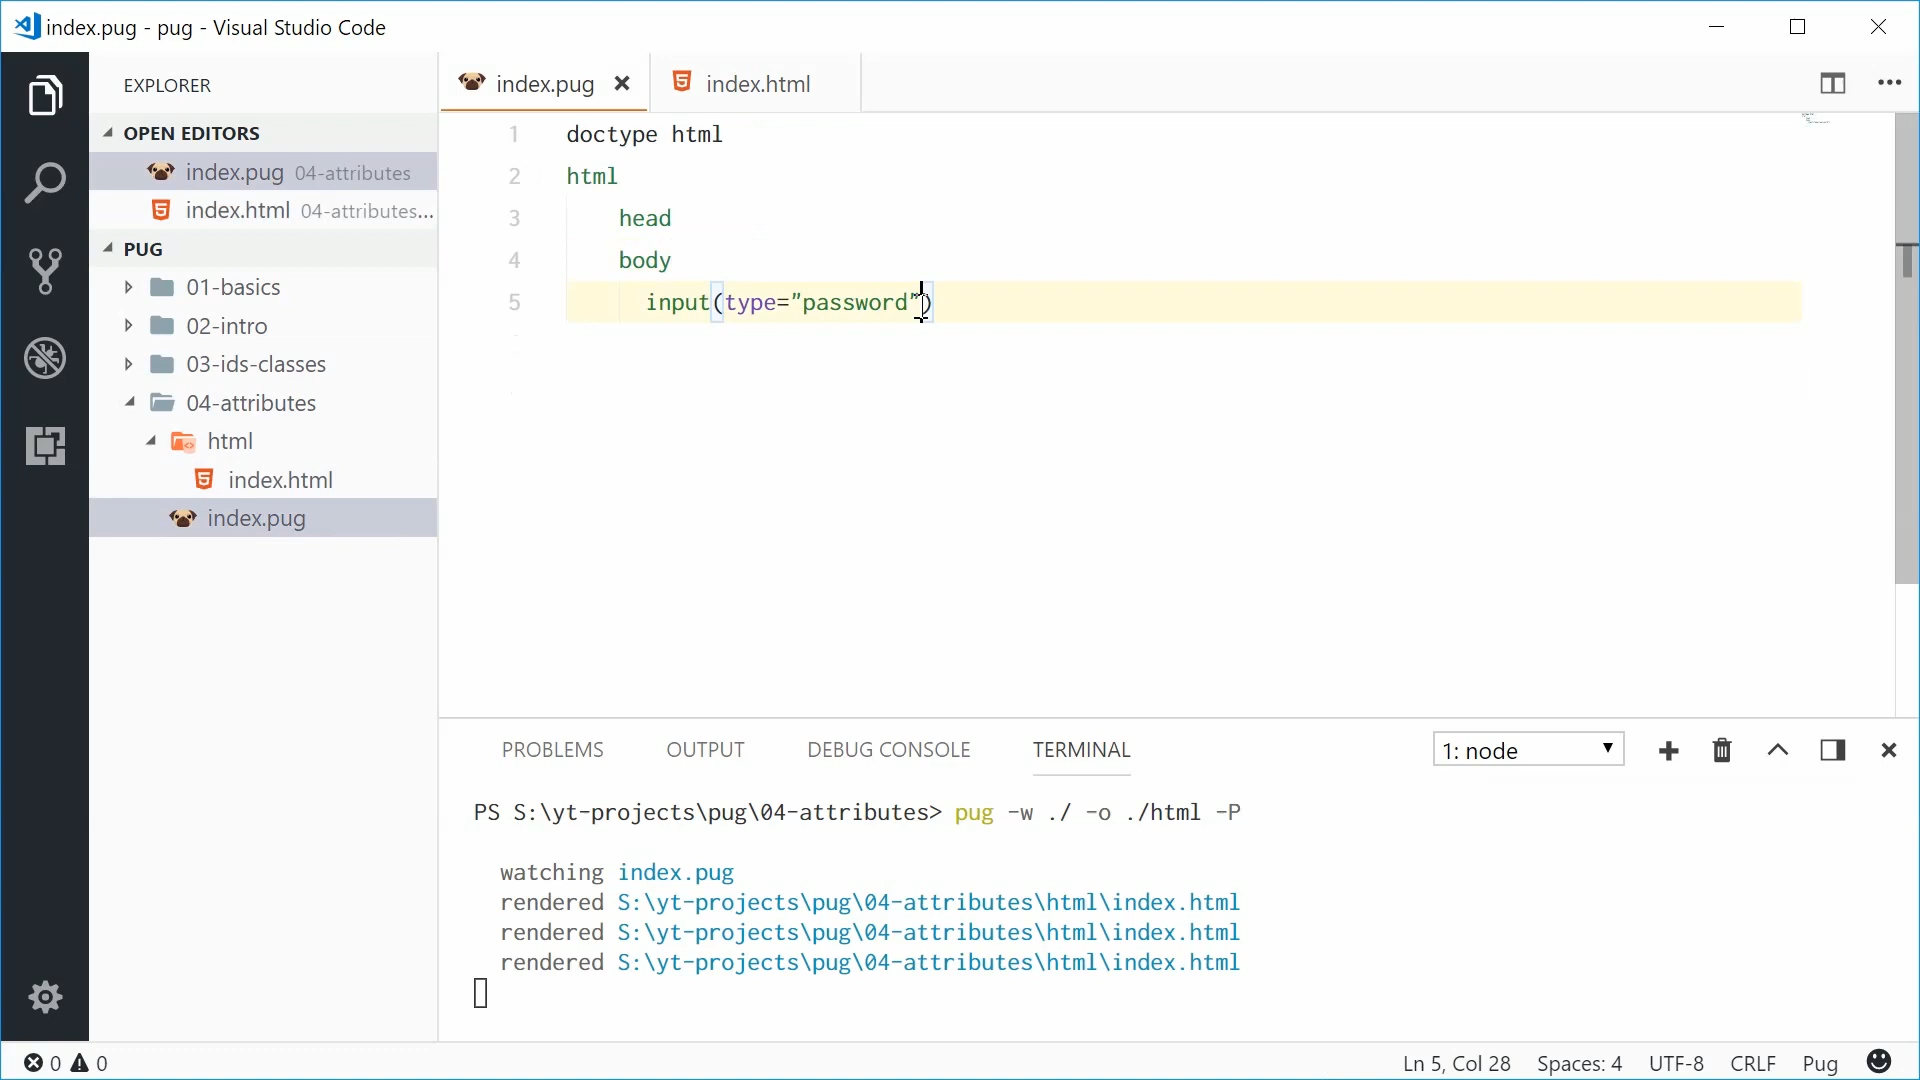 index.pug - pug - Visual Studio Code
EXPLORER
OPEN EDITORS
index.pug 04-attributes
index.html 04-attributes...
PUG
01-basics
02-intro
03-ids-classes
04-attributes
html
index.html
index.pug
index.pug
index.html
1 doctype html
2 html
3 head
4 body
5 input(type="password")
PROBLEMS OUTPUT DEBUG CONSOLE TERMINAL 1: node
PS S:\yt-projects\pug\04-attributes> pug -w ./ -o ./html -P
watching index.pug
rendered S:\yt-projects\pug\04-attributes\html\index.html
rendered S:\yt-projects\pug\04-attributes\html\index.html
rendered S:\yt-projects\pug\04-attributes\html\index.html
0 0 Ln 5, Col 28 Spaces: 4 UTF-8 CRLF Pug